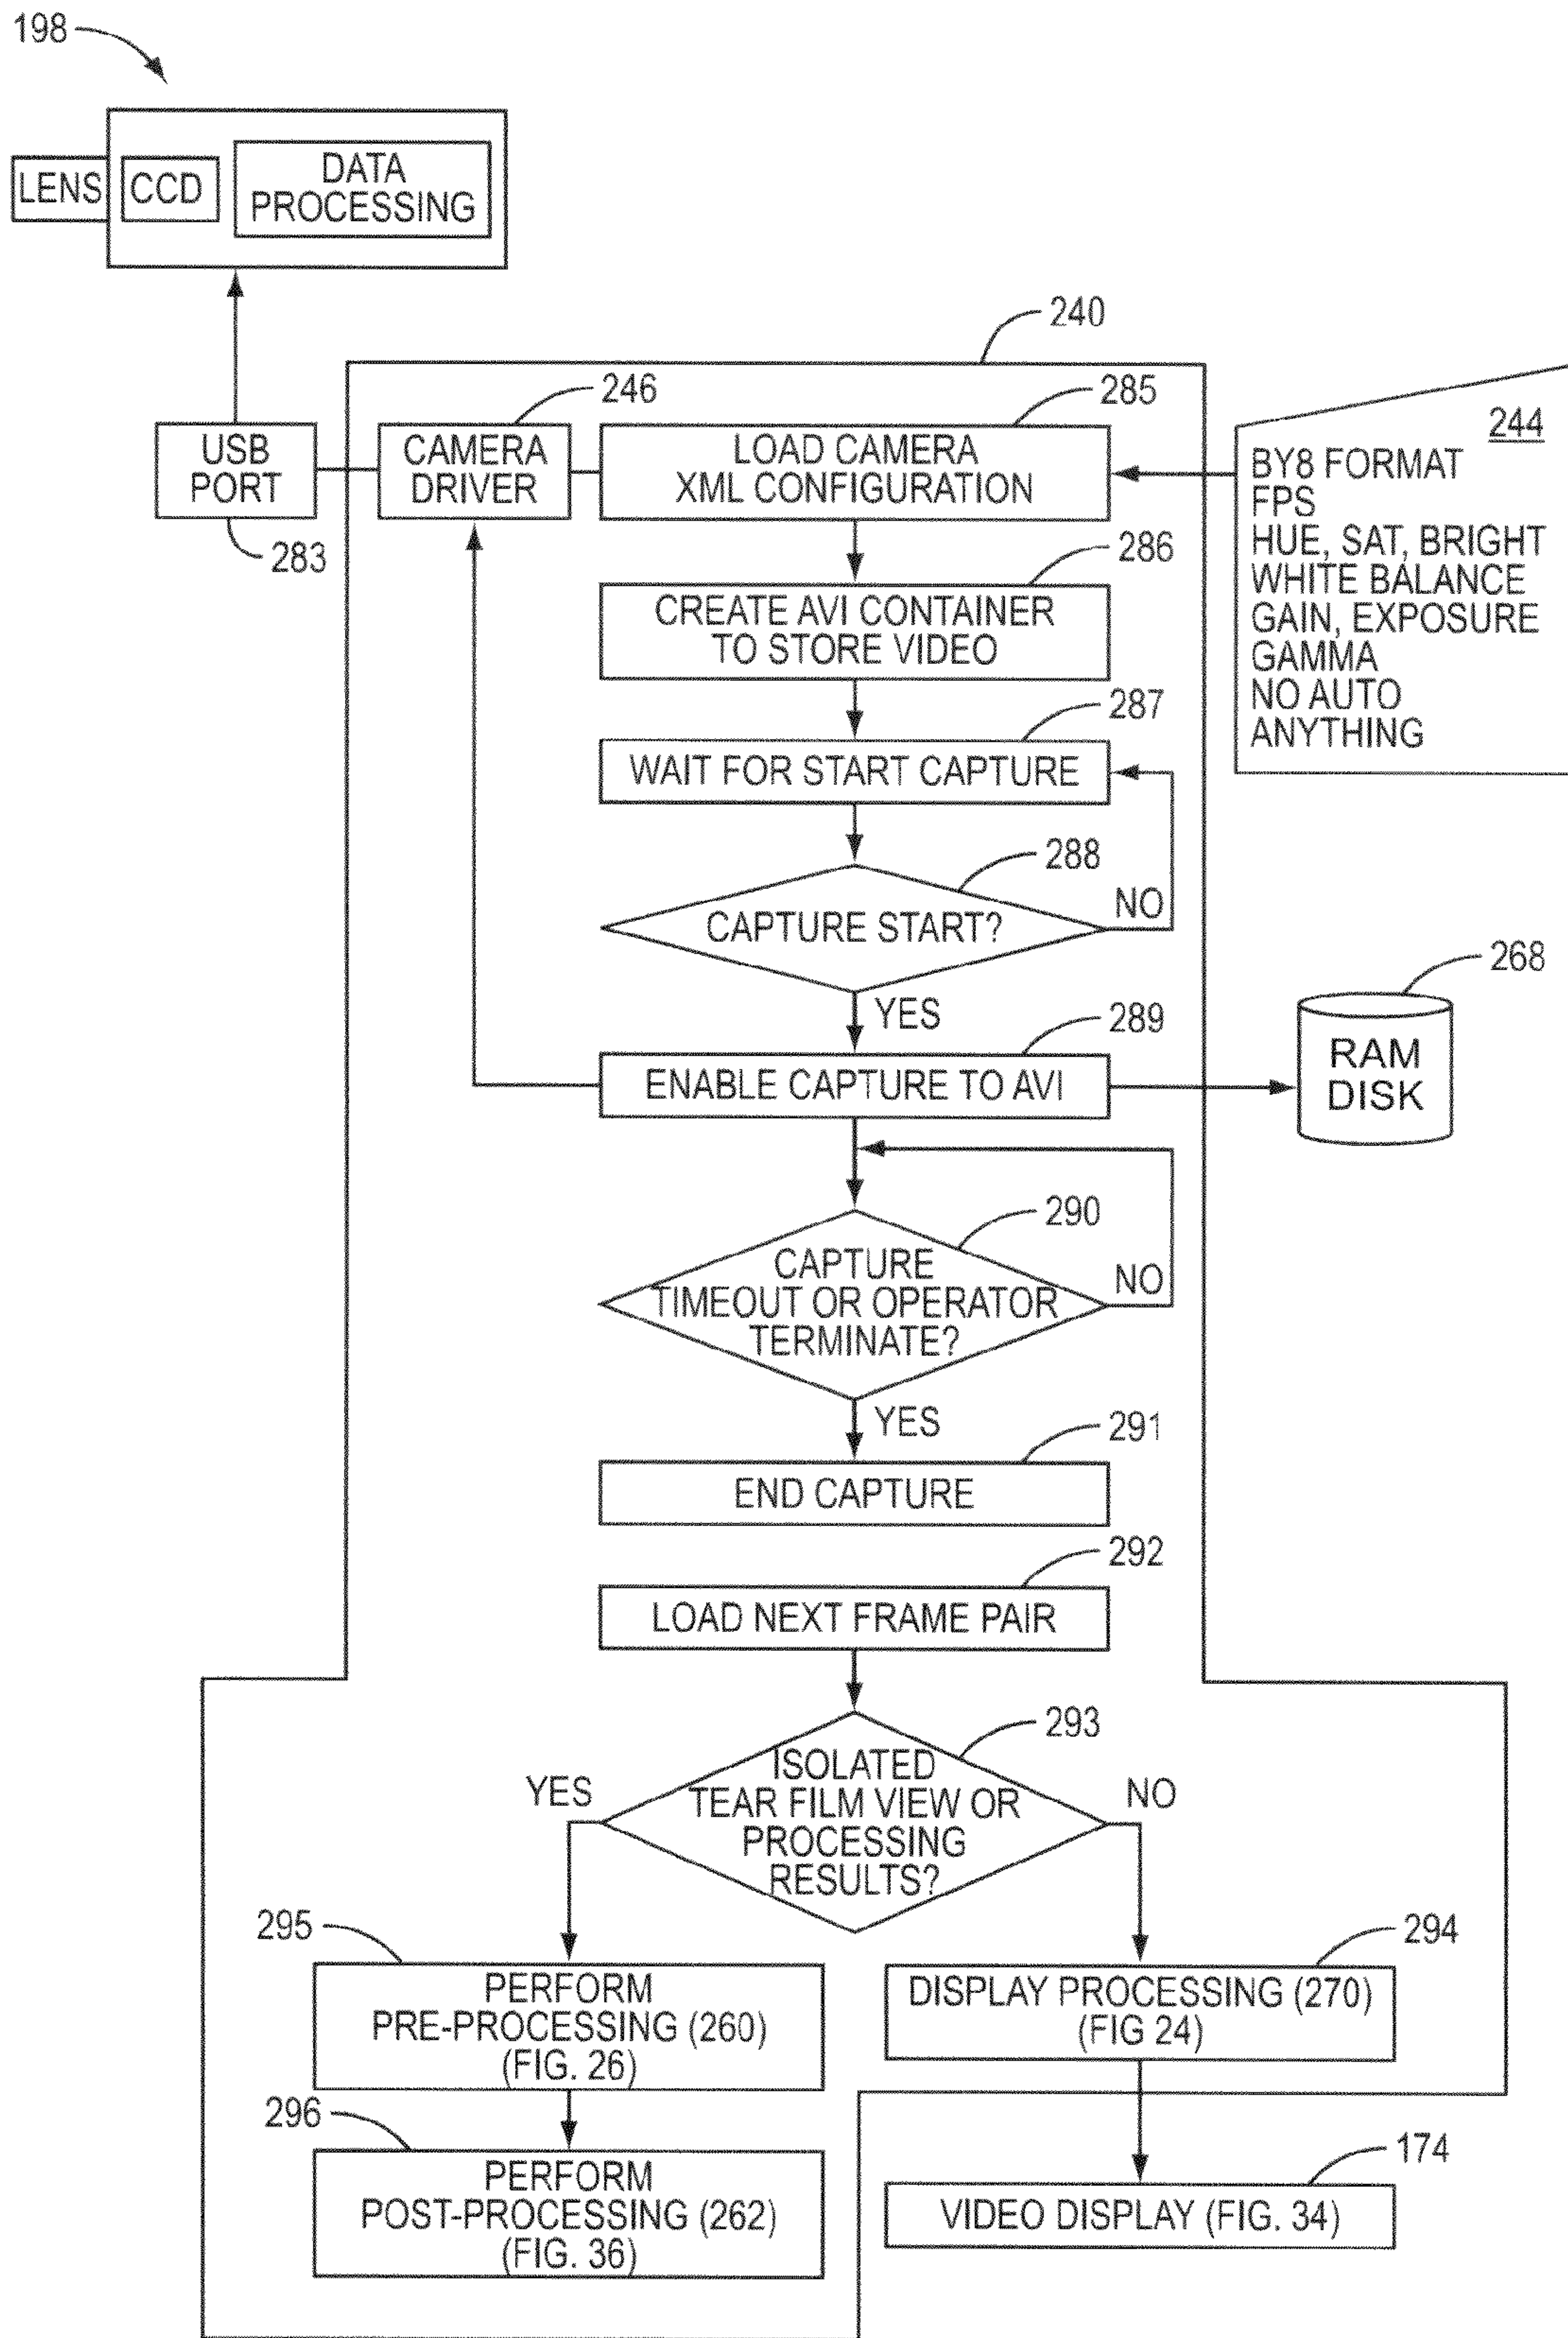 198
LENS
CCD
DATA
PROCESSING
240
246
285
244
USB
PORT
CAMERA
DRIVER
LOAD CAMERA
XML CONFIGURATION
BY8 FORMAT
FPS
HUE, SAT, BRIGHT
WHITE BALANCE
GAIN, EXPOSURE
GAMMA
NO AUTO
ANYTHING
283
286
CREATE AVI CONTAINER
TO STORE VIDEO
287
WAIT FOR START CAPTURE
288
CAPTURE START?
NO
YES
268
RAM
DISK
289
ENABLE CAPTURE TO AVI
290
CAPTURE
TIMEOUT OR OPERATOR
TERMINATE?
NO
YES
291
END CAPTURE
292
LOAD NEXT FRAME PAIR
293
ISOLATED
TEAR FILM VIEW OR
PROCESSING
RESULTS?
YES
NO
295
PERFORM
PRE-PROCESSING (260)
(FIG. 26)
294
DISPLAY PROCESSING (270)
(FIG 24)
296
PERFORM
POST-PROCESSING (262)
(FIG. 36)
174
VIDEO DISPLAY (FIG. 34)